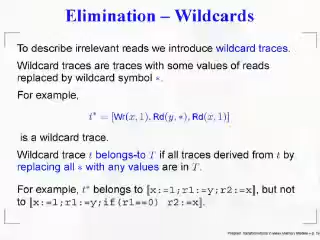 Elimination – Wildcards
To describe irrelevant reads we introduce wildcard traces.
Wildcard traces are traces with some values of reads
replaced by wildcard symbol *.
For example,
t* = [Wr(x, 1), Rd(y, *), Rd(x, 1)]
is a wildcard trace.
Wildcard trace t belongs-to T if all traces derived from t by
replacing all * with any values are in T.
For example, t* belongs to [x:=1;r1:=y;r2:=x], but not
to [x:=1;r1:=y;if(r1==0) r2:=x].